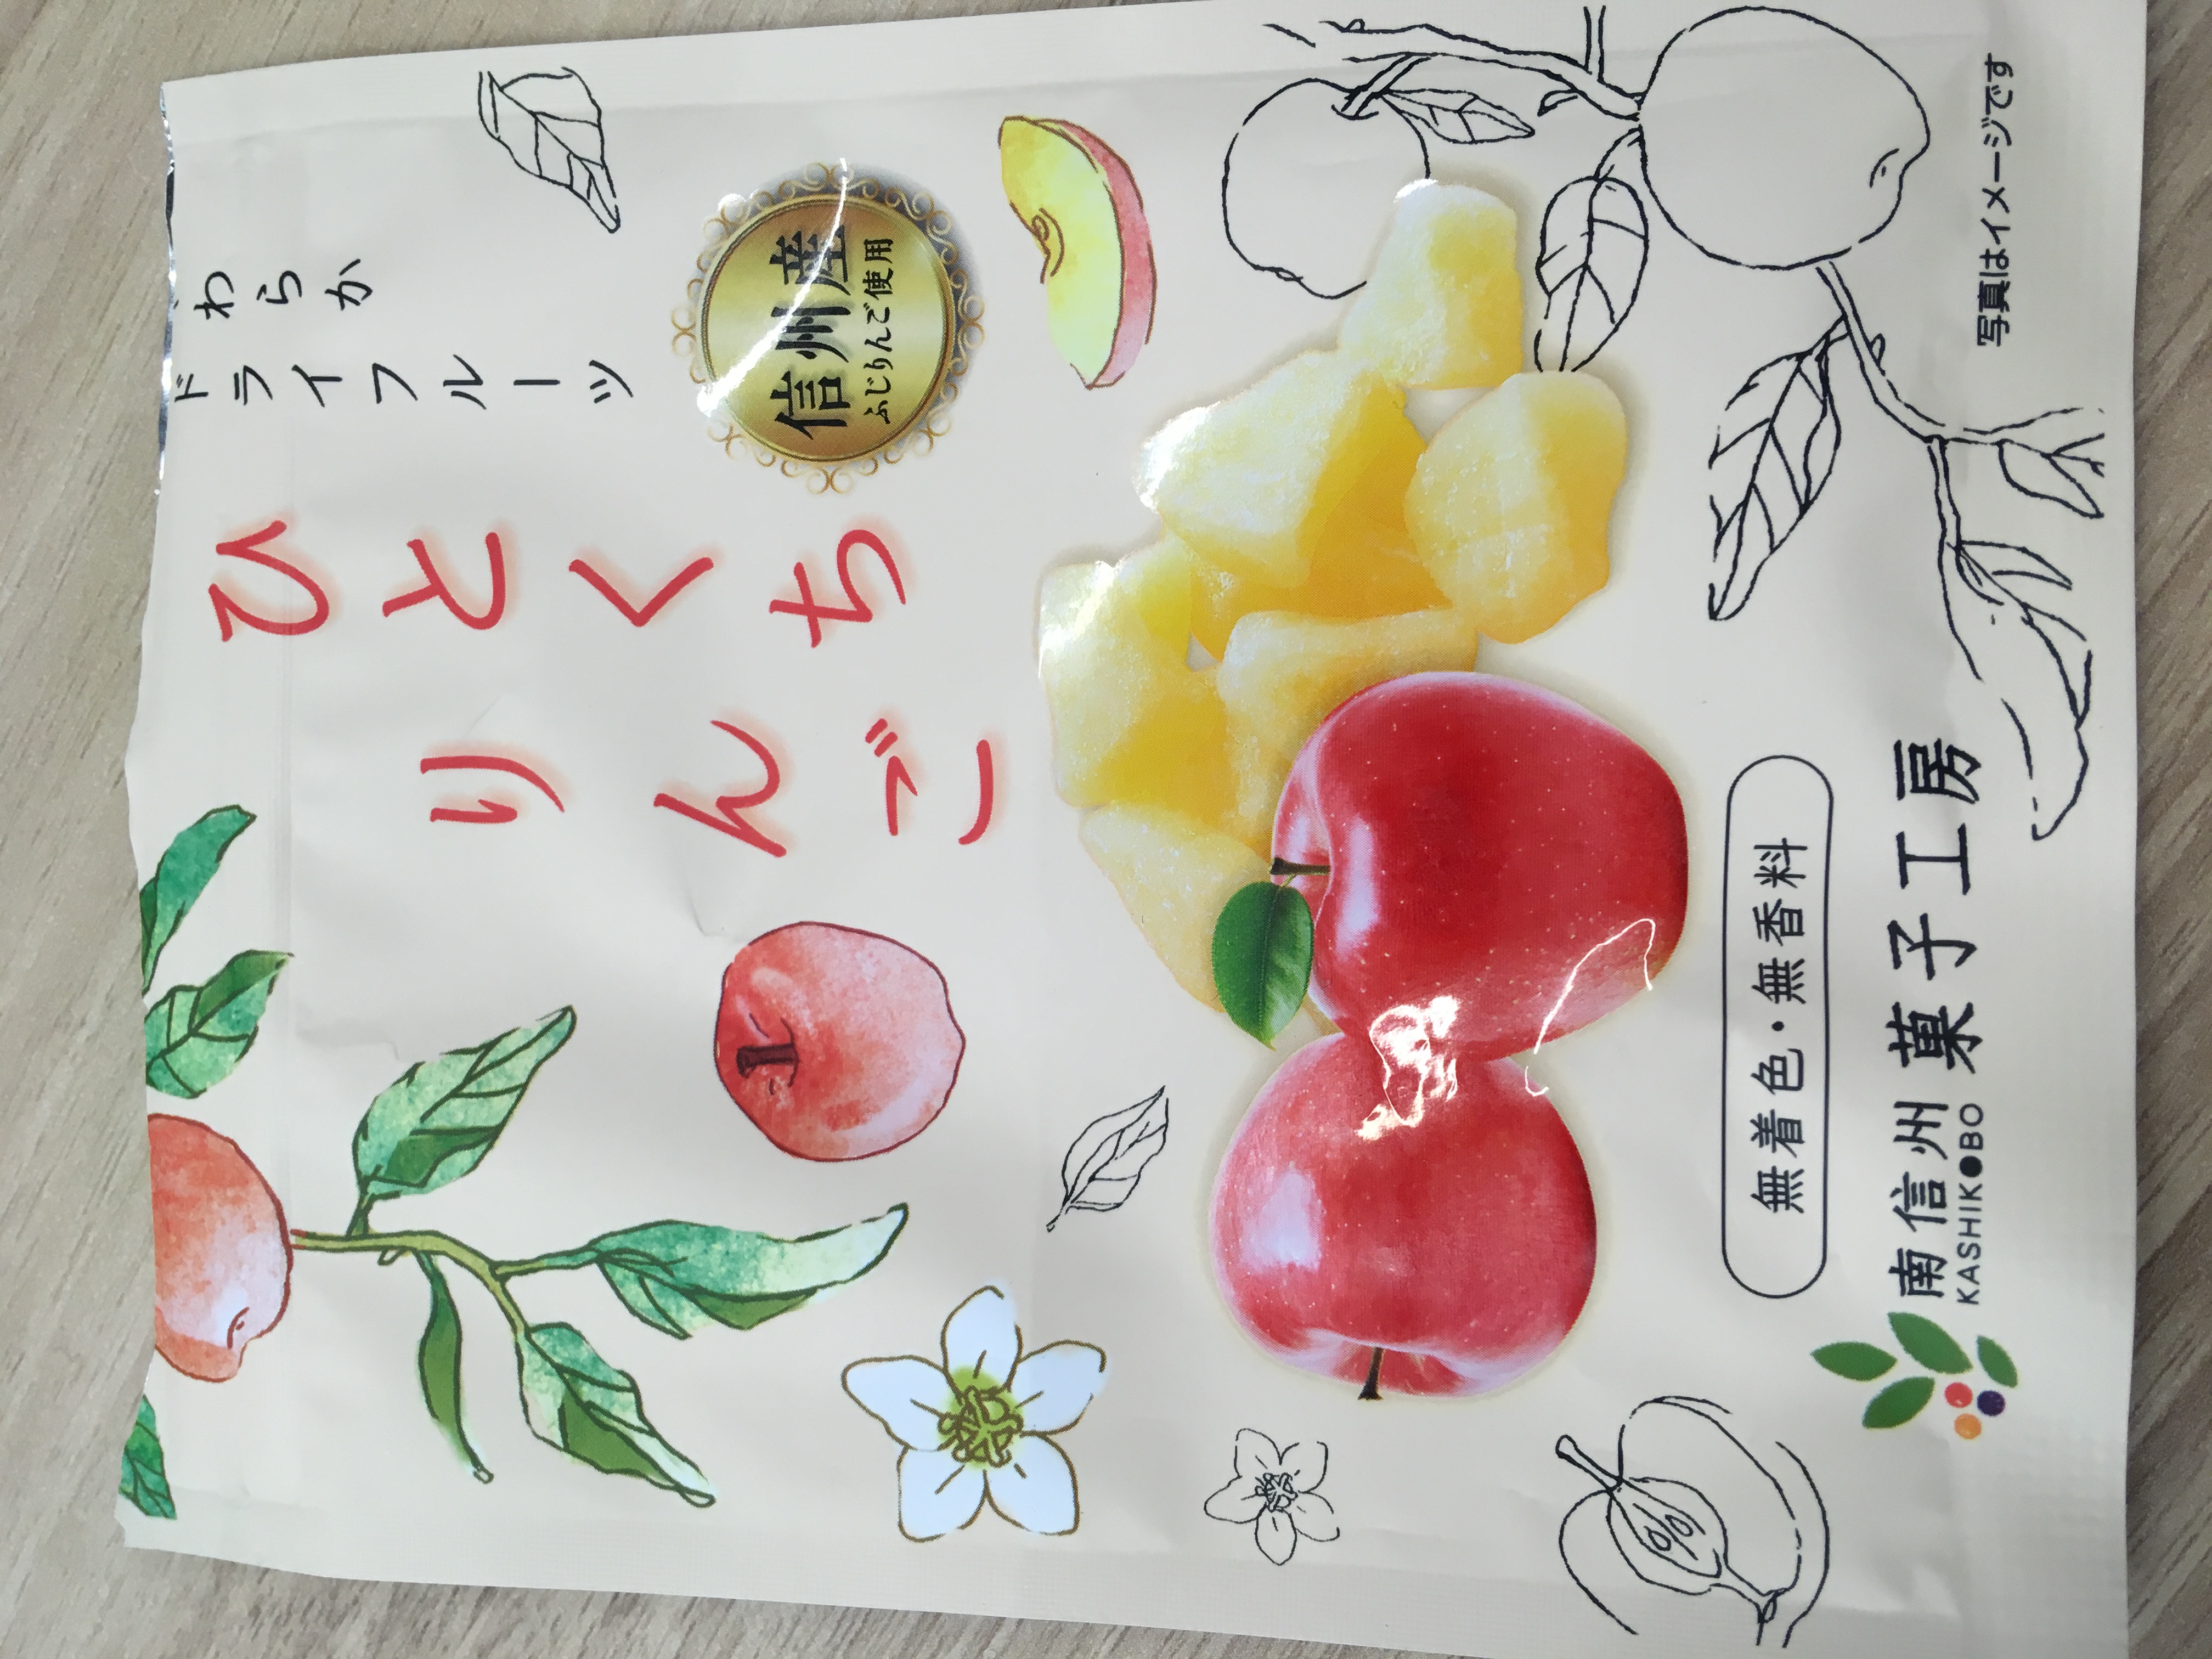 わらか
ドライフルーツ
ひとくち
りんご
信州産
ふじりんご使用
無着色・無香料
南信州
KASHIKOBO
菓子工房
写真はイメージです